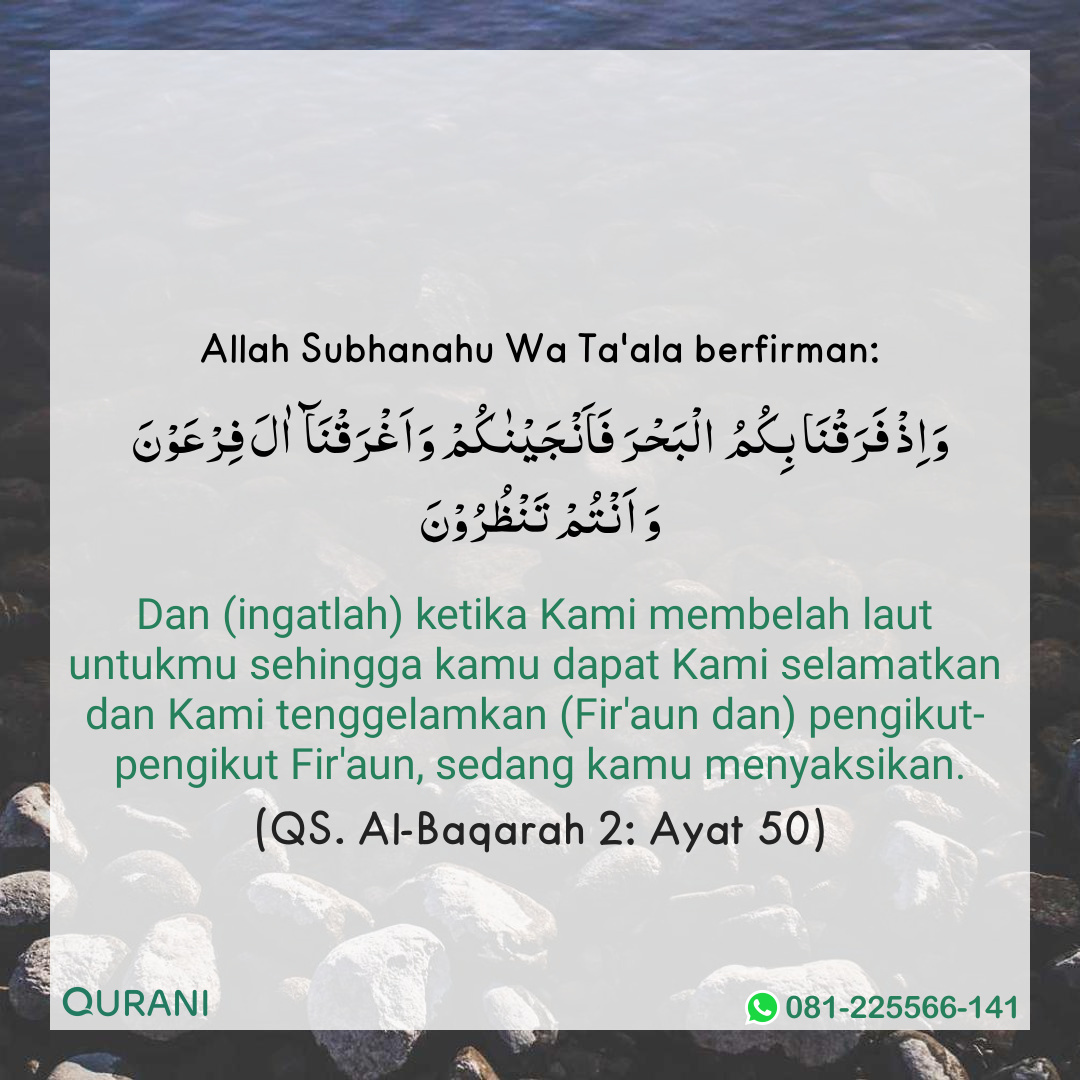 Allah Subhanahu Wa Ta'ala berfirman:
وَاِذْ فَرَقْنَا بِكُمُ الْبَحْرَ فَاَنْجَيْنٰكُمْ وَاَغْرَقْنَآ اٰلَ فِرْعَوْنَ
وَاَنْتُمْ تَنْظُرُوْنَ
Dan (ingatlah) ketika Kami membelah laut
untukmu sehingga kamu dapat Kami selamatkan
dan Kami tenggelamkan (Fir'aun dan) pengikut-
pengikut Fir'aun, sedang kamu menyaksikan.
(QS. Al-Baqarah 2: Ayat 50)
QURANI
081-225566-141